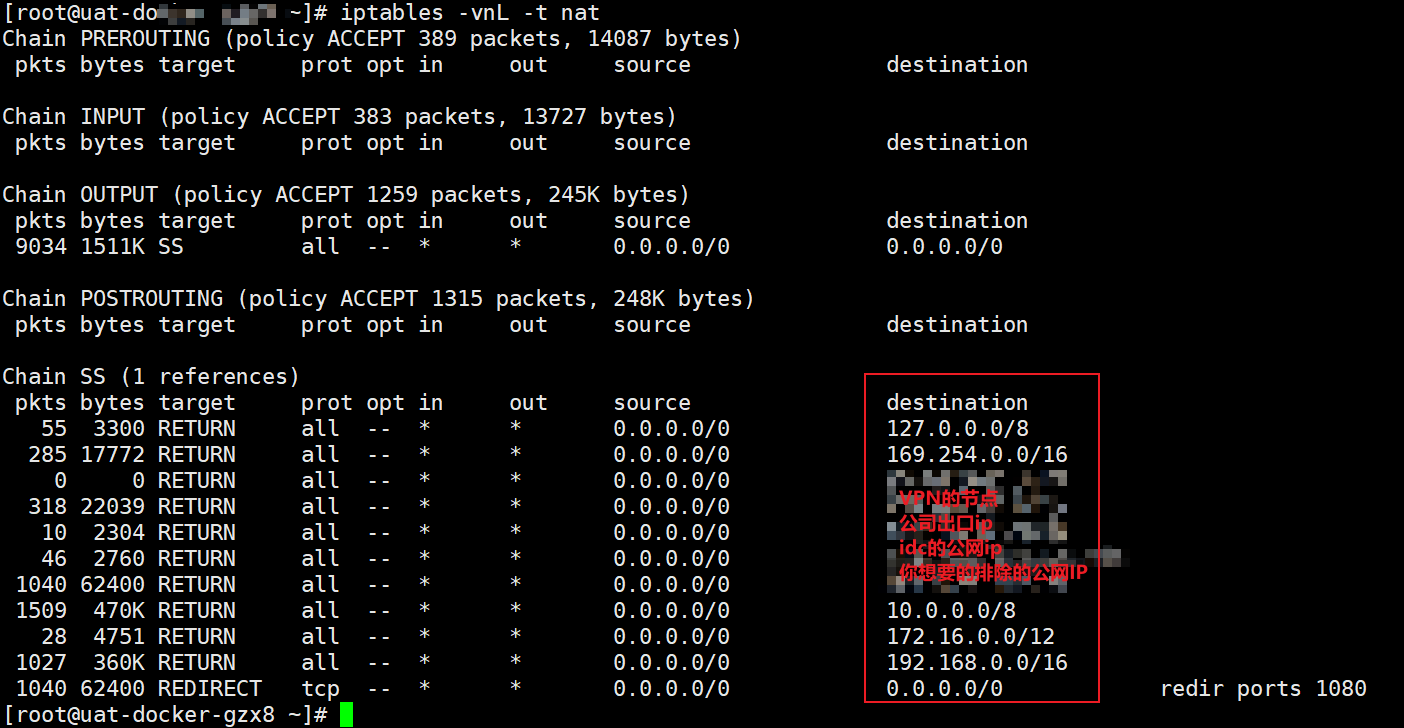 [root@uat-do ~]# iptables -vnL -t nat
Chain PREROUTING (policy ACCEPT 389 packets, 14087 bytes)
 pkts bytes target     prot opt in     out     source               destination

Chain INPUT (policy ACCEPT 383 packets, 13727 bytes)
 pkts bytes target     prot opt in     out     source               destination

Chain OUTPUT (policy ACCEPT 1259 packets, 245K bytes)
 pkts bytes target     prot opt in     out     source               destination
 9034 1511K SS         all  --  *      *       0.0.0.0/0            0.0.0.0/0

Chain POSTROUTING (policy ACCEPT 1315 packets, 248K bytes)
 pkts bytes target     prot opt in     out     source               destination

Chain SS (1 references)
 pkts bytes target     prot opt in     out     source               destination
   55  3300 RETURN     all  --  *      *       0.0.0.0/0            127.0.0.0/8
  285 17772 RETURN     all  --  *      *       0.0.0.0/0            169.254.0.0/16
    0     0 RETURN     all  --  *      *       0.0.0.0/0
  318 22039 RETURN     all  --  *      *       0.0.0.0/0            VPN的节点
   10  2304 RETURN     all  --  *      *       0.0.0.0/0            公司出口ip
   46  2760 RETURN     all  --  *      *       0.0.0.0/0            idc的公网ip
 1040 62400 RETURN     all  --  *      *       0.0.0.0/0            你想要的排除的公网IP
 1509  470K RETURN     all  --  *      *       0.0.0.0/0            10.0.0.0/8
   28  4751 RETURN     all  --  *      *       0.0.0.0/0            172.16.0.0/12
 1027  360K RETURN     all  --  *      *       0.0.0.0/0            192.168.0.0/16
 1040 62400 REDIRECT   tcp  --  *      *       0.0.0.0/0            0.0.0.0/0            redir ports 1080
[root@uat-docker-gzx8 ~]#